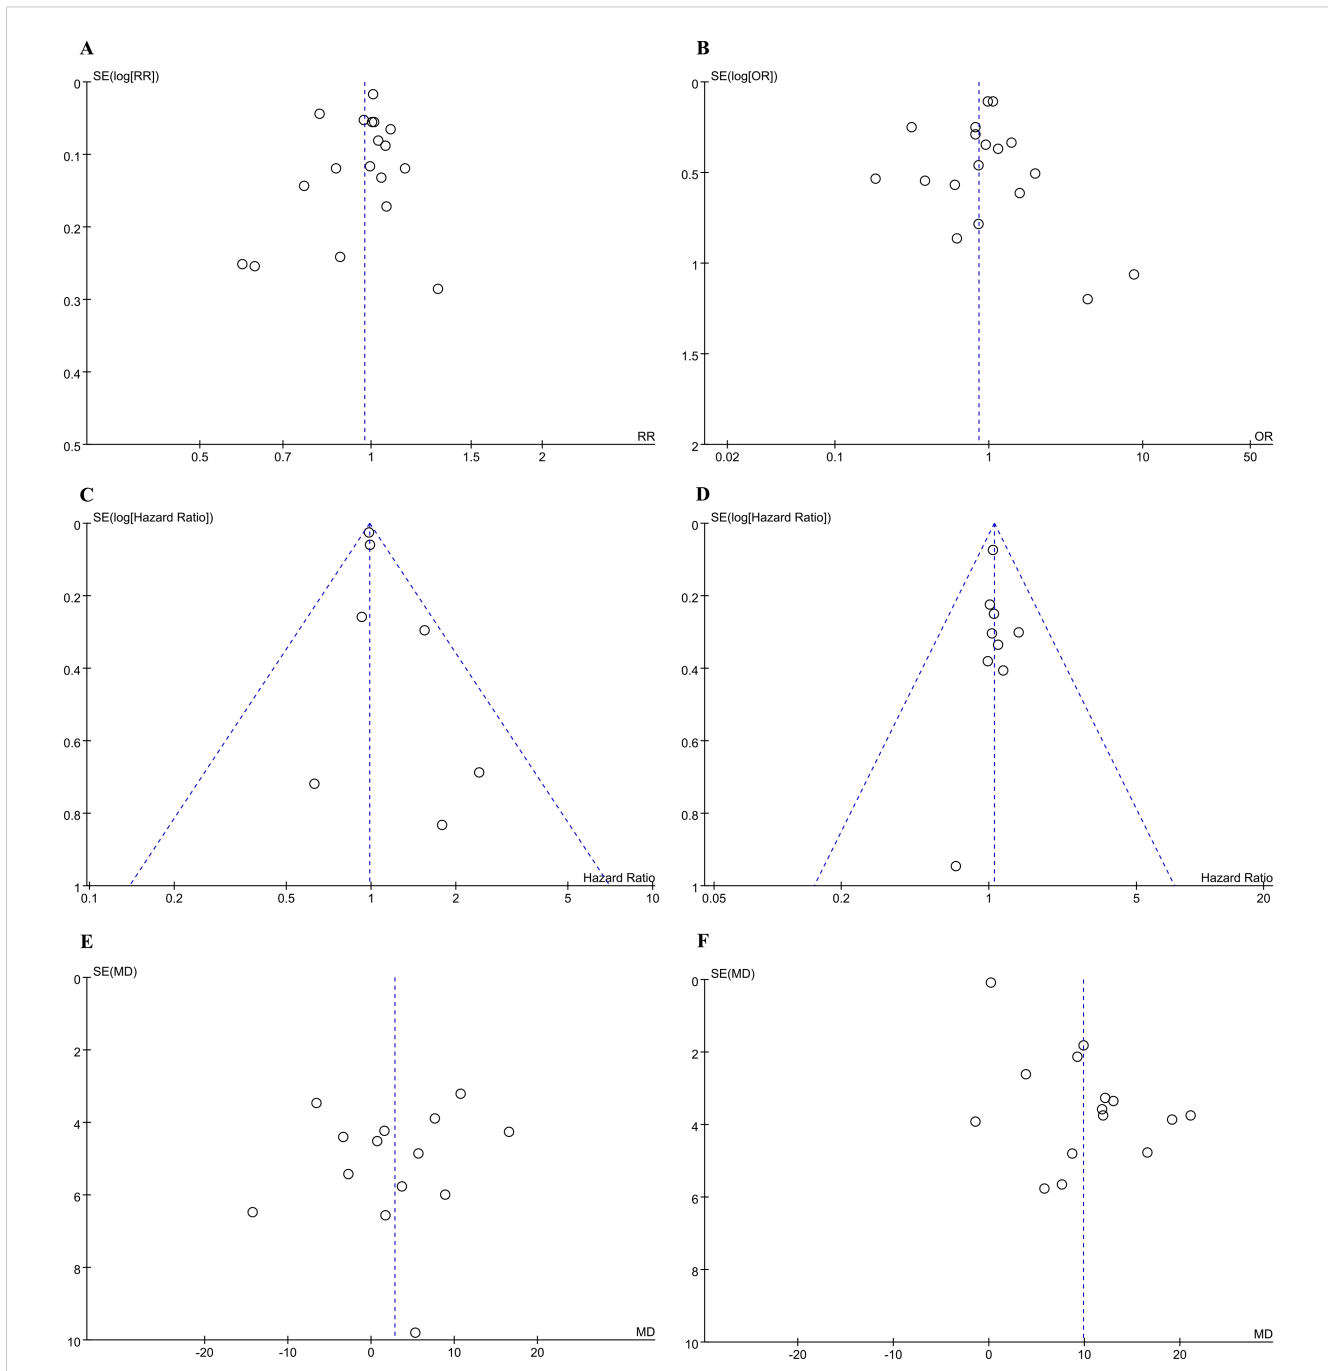 A
SE(log[RR])
0
0.1
0.2
0.3
0.4
0.5
0.5 0.7 1 1.5 2
RR
B
SE(log[OR])
0
0.5
1
1.5
2
0.02 0.1 1 10 50
OR
C
SE(log[Hazard Ratio])
0
0.2
0.4
0.6
0.8
1
0.1 0.2 0.5 1 2 5 10
Hazard Ratio
D
SE(log[Hazard Ratio])
0
0.2
0.4
0.6
0.8
1
0.05 0.2 1 5 20
Hazard Ratio
E
SE(MD)
0
2
4
6
8
10
-20 -10 0 10 20
MD
F
SE(MD)
0
2
4
6
8
10
-20 -10 0 10 20
MD